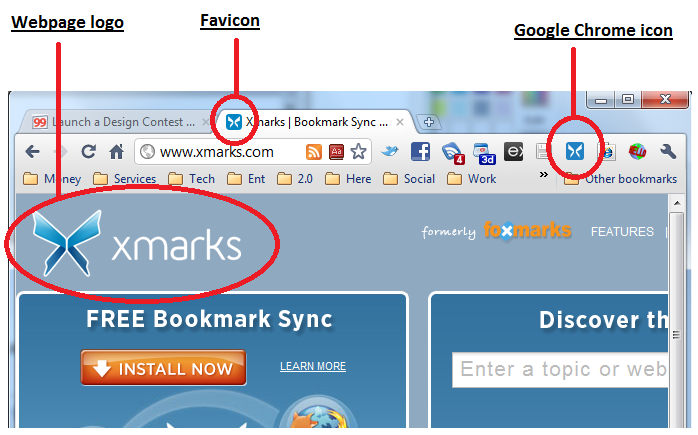 Webpage logo
Favicon
Google Chrome icon
99 Launch a Design Contest ...
Xmarks | Bookmark Sync ...
www.xmarks.com
4
3d
Money Services Tech Ent 2.0 Here Social Work » Other bookmarks
xmarks
formerly foxmarks FEATURES
FREE Bookmark Sync
INSTALL NOW
LEARN MORE
Discover th
Enter a topic or web